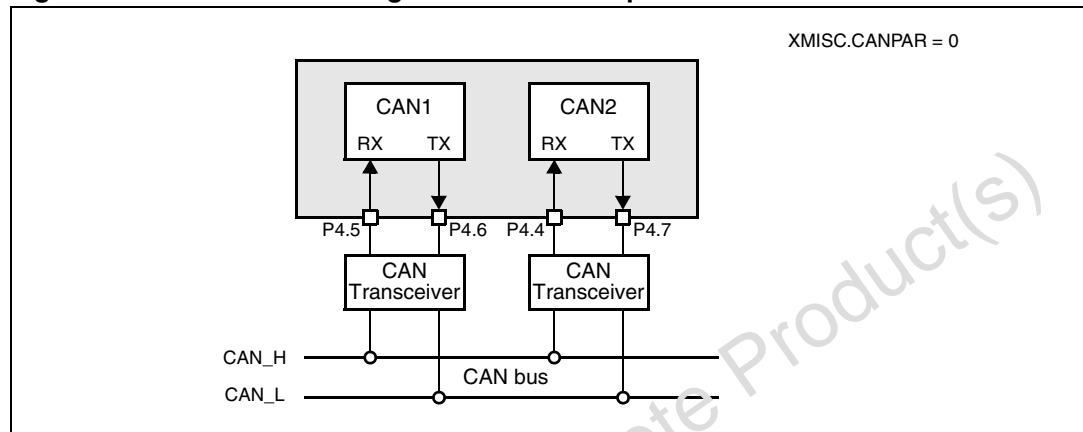 XMISC.CANPAR = 0
CAN1 CAN2
RX TX RX TX
P4.5 P4.6 P4.4 P4.7
CAN CAN
Transceiver Transceiver
CAN_H
CAN bus
CAN_L
Product(s)